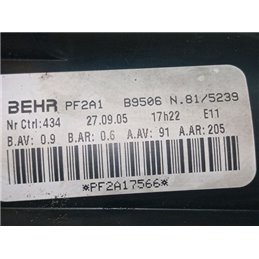 BEHR PF2A1 B9506 N.81/5239
Nr Ctrl:434 27.09.05 17h22 E11
B.AV: 0.9 B.AR: 0.6 A.AV: 91 A.AR: 205
*PF2A17566*